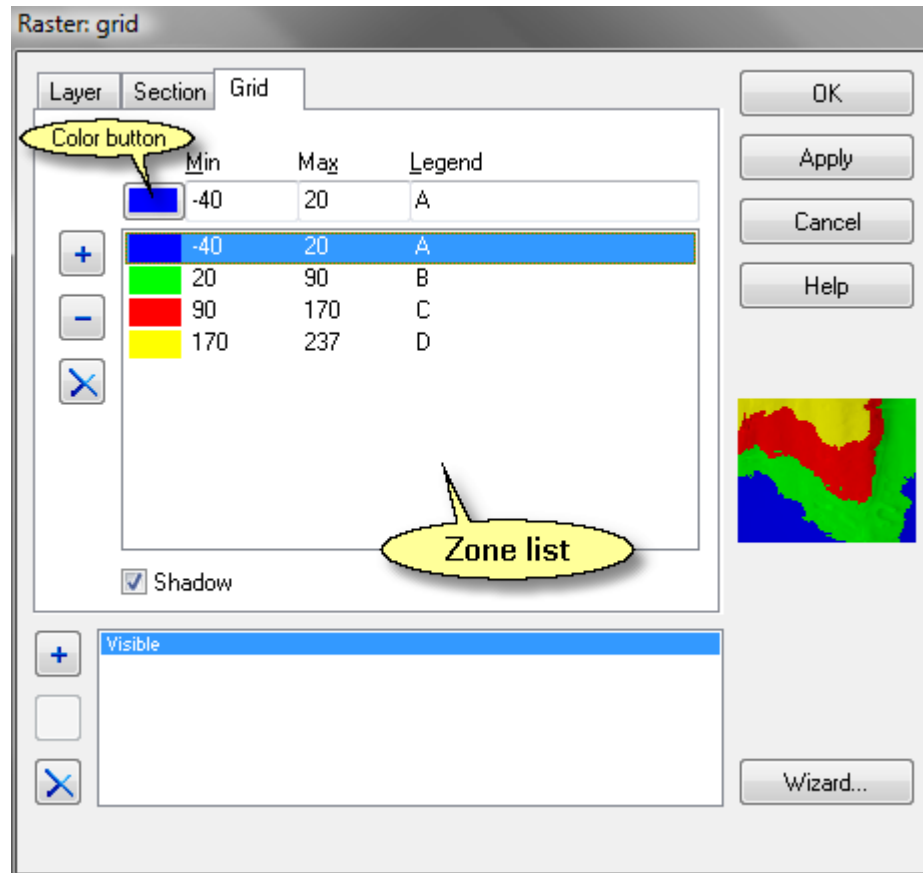 Raster: grid
Layer Section Grid
OK
Color button
Min Max Legend
Apply
-40 20 A
Cancel
-40 20 A
20 90 B
Help
90 170 C
170 237 D
Zone list
Shadow
Visible
Wizard...